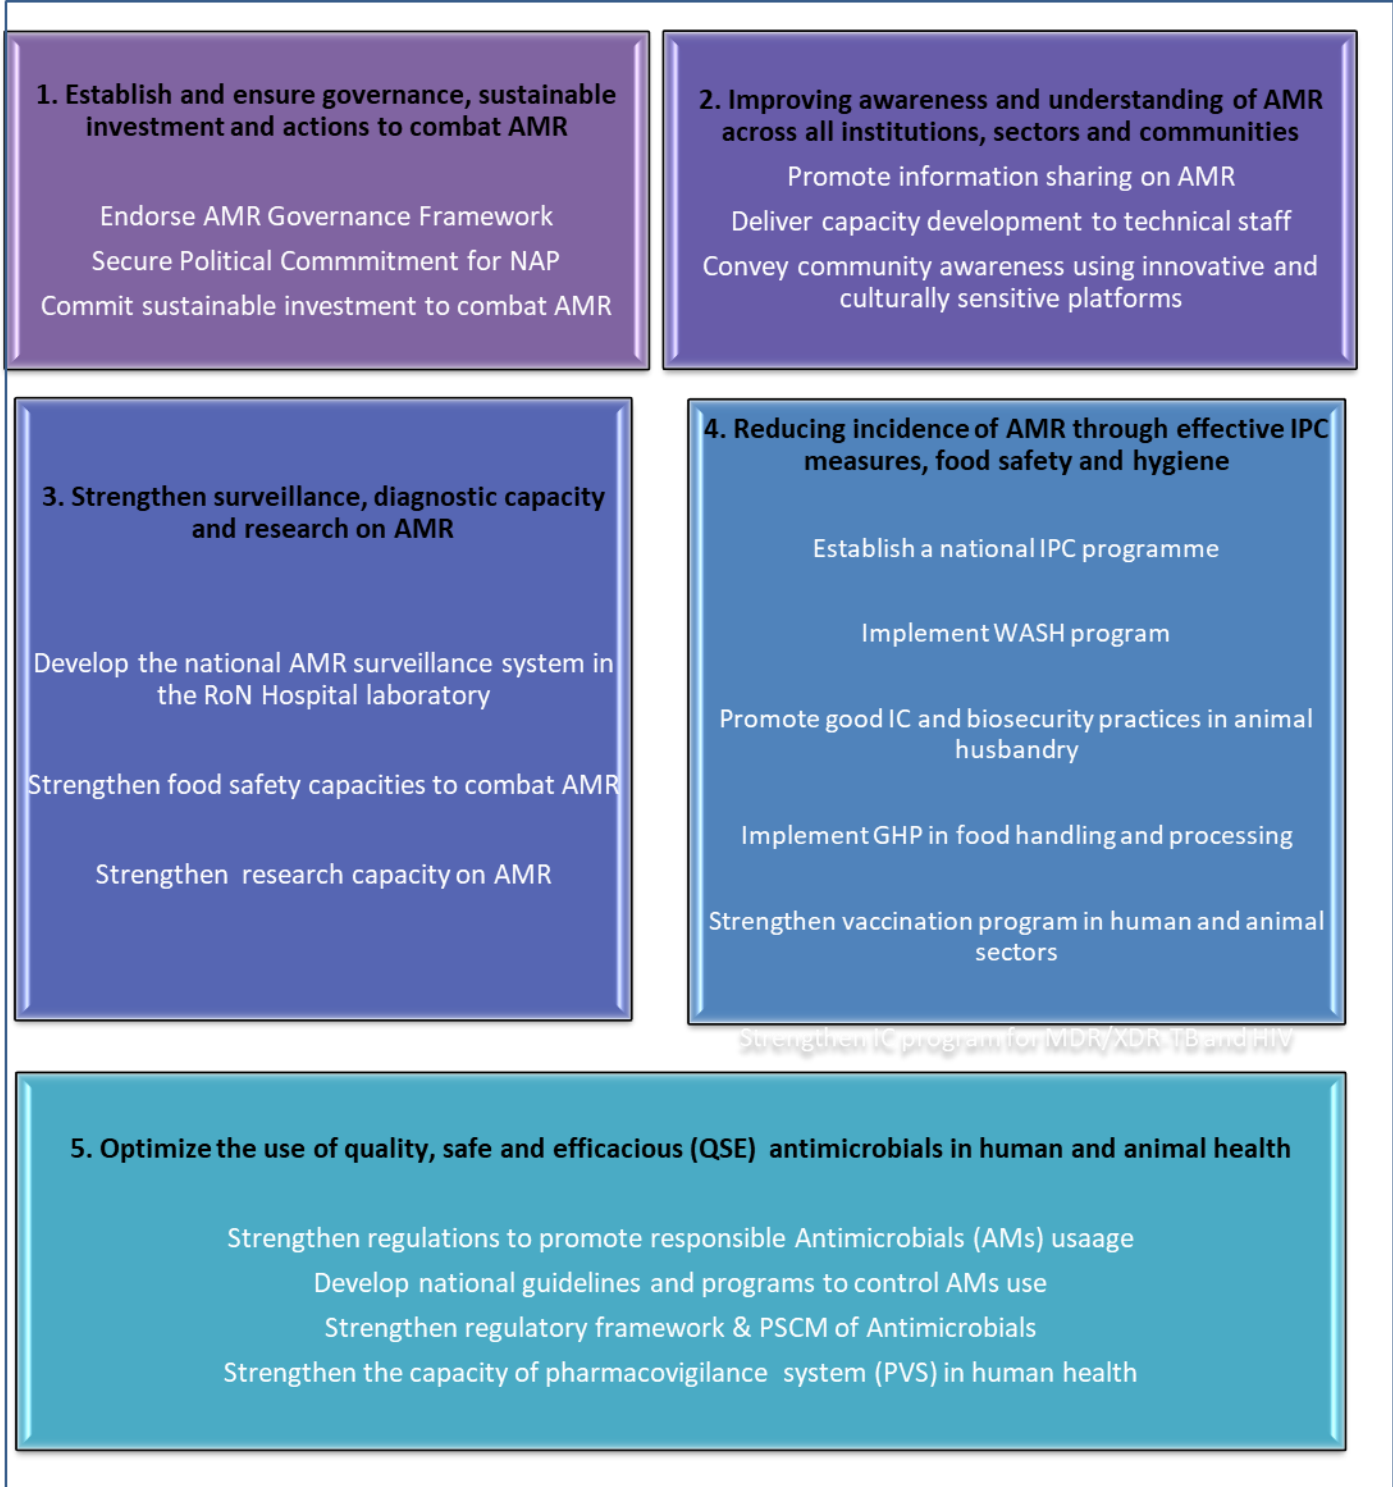 1. Establish and ensure governance, sustainable
investment and actions to combat AMR
Endorse AMR Governance Framework
Secure Political Commmitment for NAP
Commit sustainable investment to combat AMR
2. Improving awareness and understanding of AMR
across all institutions, sectors and communities
Promote information sharing on AMR
Deliver capacity development to technical staff
Convey community awareness using innovative and
culturally sensitive platforms
3. Strengthen surveillance, diagnostic capacity
and research on AMR
Develop the national AMR surveillance system in
the RoN Hospital laboratory
Strengthen food safety capacities to combat AMR
Strengthen research capacity on AMR
4. Reducing incidence of AMR through effective IPC
measures, food safety and hygiene
Establish a national IPC programme
Implement WASH program
Promote good IC and biosecurity practices in animal
husbandry
Implement GHP in food handling and processing
Strengthen vaccination program in human and animal
sectors
Strengthen IC program for MDR/XDR-TB and HIV
5. Optimize the use of quality, safe and efficacious (QSE) antimicrobials in human and animal health
Strengthen regulations to promote responsible Antimicrobials (AMs) usaage
Develop national guidelines and programs to control AMs use
Strengthen regulatory framework & PSCM of Antimicrobials
Strengthen the capacity of pharmacovigilance system (PVS) in human health